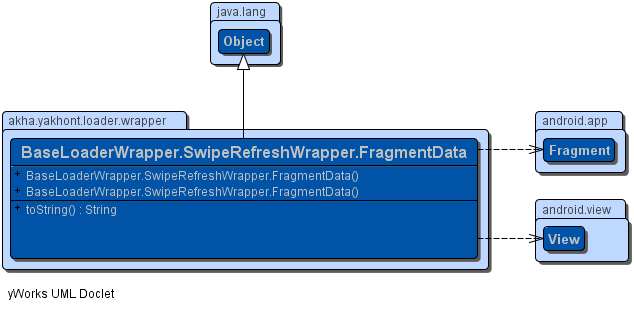 java.lang
Object
akha.yakhont.loader.wrapper
BaseLoaderWrapper.SwipeRefreshWrapper.FragmentData
+ BaseLoaderWrapper.SwipeRefreshWrapper.FragmentData()
+ BaseLoaderWrapper.SwipeRefreshWrapper.FragmentData()
+ toString() : String
android.app
Fragment
android.view
View
yWorks UML Doclet